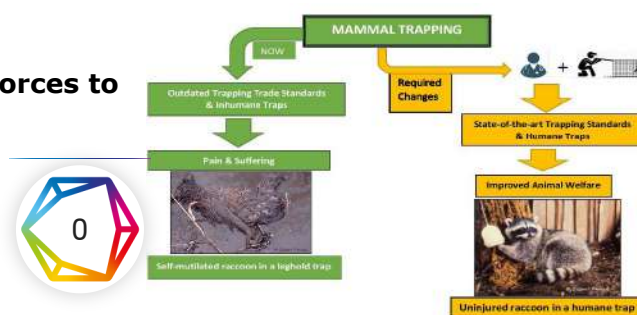 orces to
0
MAMMAL TRAPPING
NOW
Outdated Trapping Trade Standards
& Inhumane Traps
Pain & Suffering
Self-mutilated raccoon in a leghold trap
Required
Changes
+
State-of-the-art Trapping Standards
& Humane Traps
Improved Animal Welfare
Uninjured raccoon in a humane trap